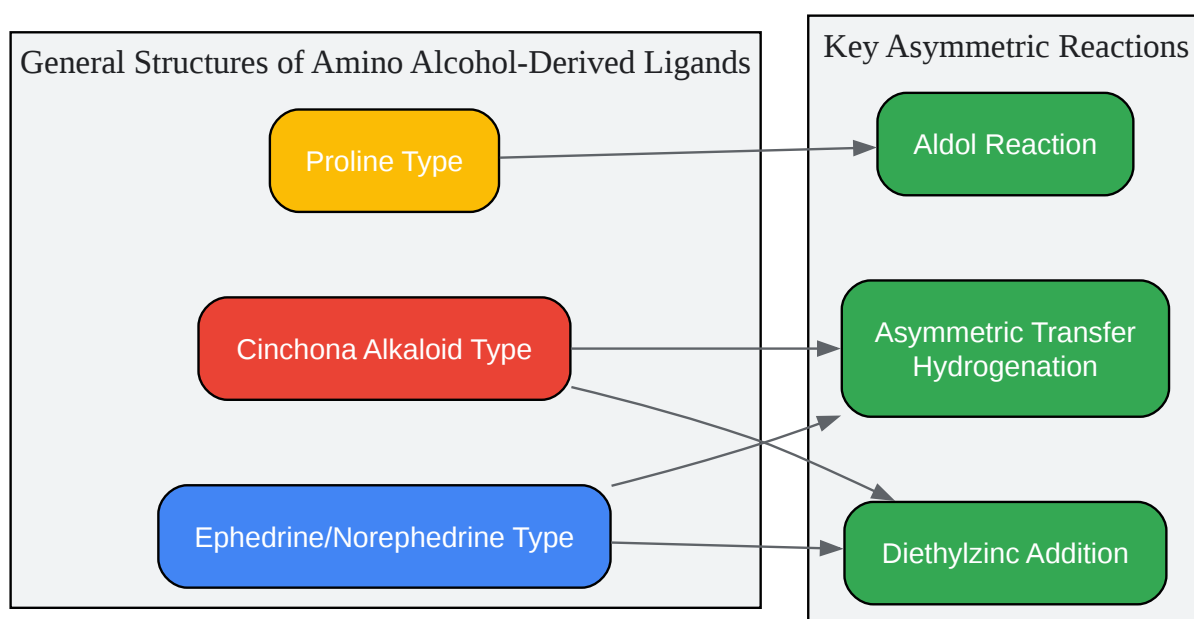 General Structures of Amino Alcohol-Derived Ligands
Proline Type
Cinchona Alkaloid Type
Ephedrine/Norephedrine Type
Key Asymmetric Reactions
Aldol Reaction
Asymmetric Transfer
Hydrogenation
Diethylzinc Addition